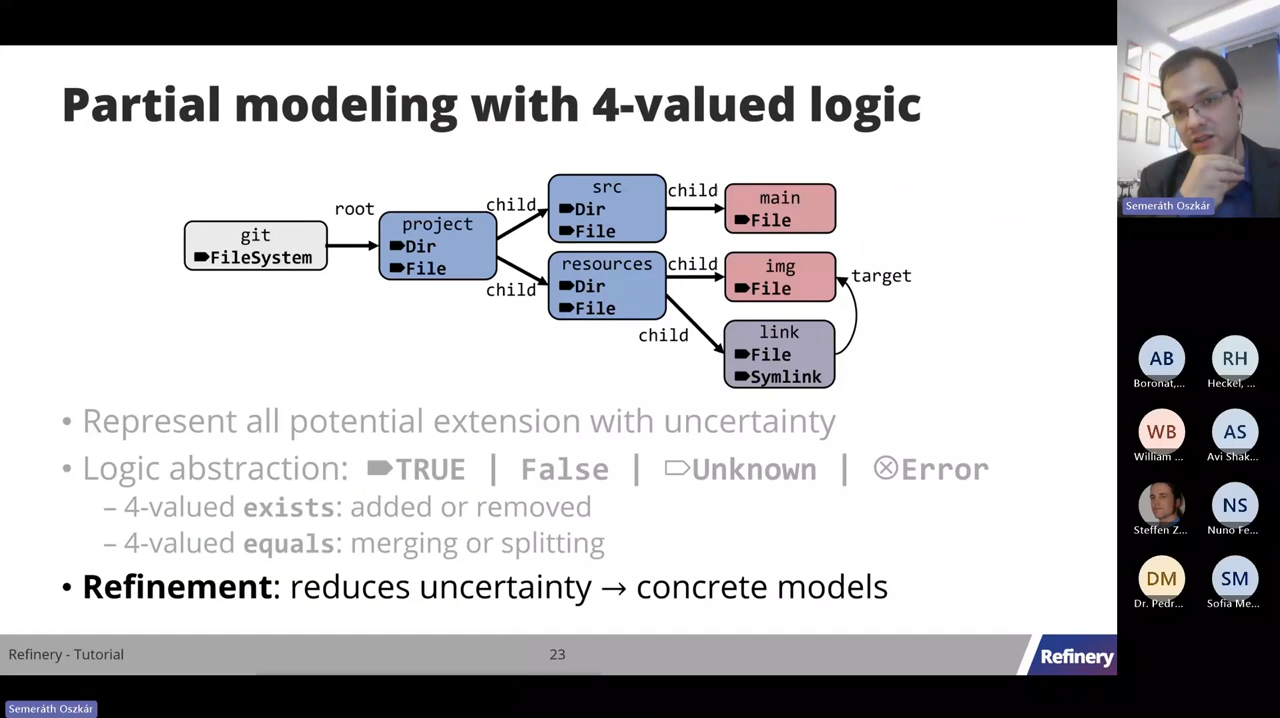 Partial modeling with 4-valued logic
git
FileSystem
root
project
Dir
File
child
child
src
Dir
File
resources
Dir
File
child
child
child
main
File
img
File
link
File
Symlink
target
• Represent all potential extension with uncertainty
• Logic abstraction: TRUE | False | Unknown | Error
– 4-valued exists: added or removed
– 4-valued equals: merging or splitting
• Refinement: reduces uncertainty → concrete models
Refinery - Tutorial
23
Refinery
Semeráth Oszkár
AB
Boronat,...
RH
Heckel, ...
WB
William ...
AS
Avi Shak...
Steffen Z...
NS
Nuno Fe...
DM
Dr. Pedr...
SM
Sofia Me...
Semeráth Oszkár